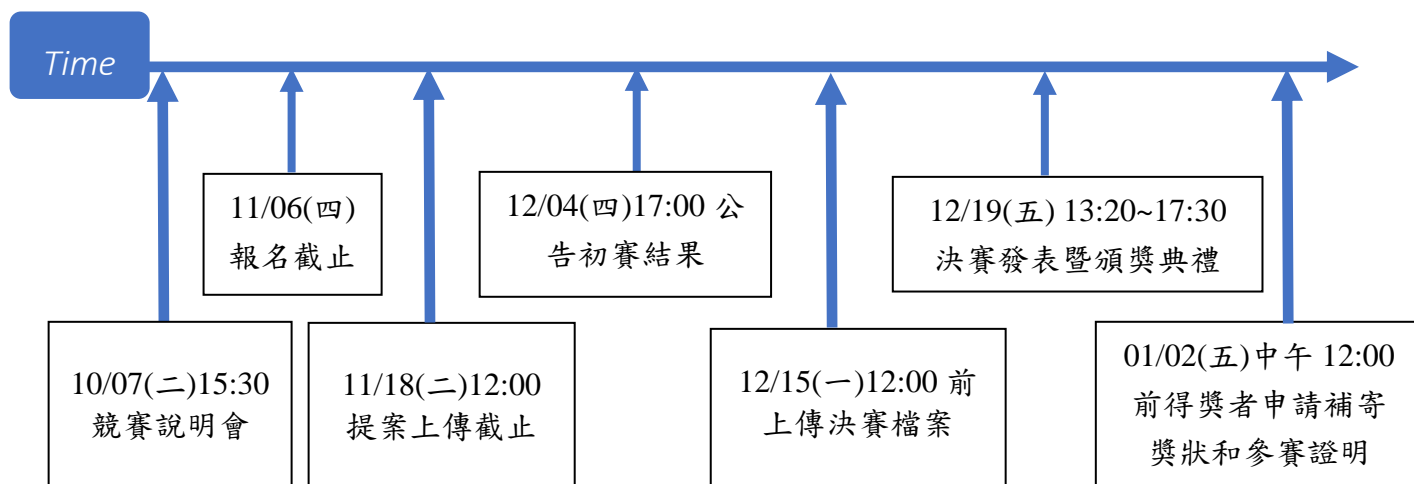 Time
10/07(二)15:30
競賽說明會
11/06(四)
報名截止
11/18(二)12:00
提案上傳截止
12/04(四)17:00 公
告初賽結果
12/15(一)12:00 前
上傳決賽檔案
12/19(五) 13:20~17:30
決賽發表暨頒獎典禮
01/02(五)中午 12:00
前得獎者申請補寄
獎狀和參賽證明